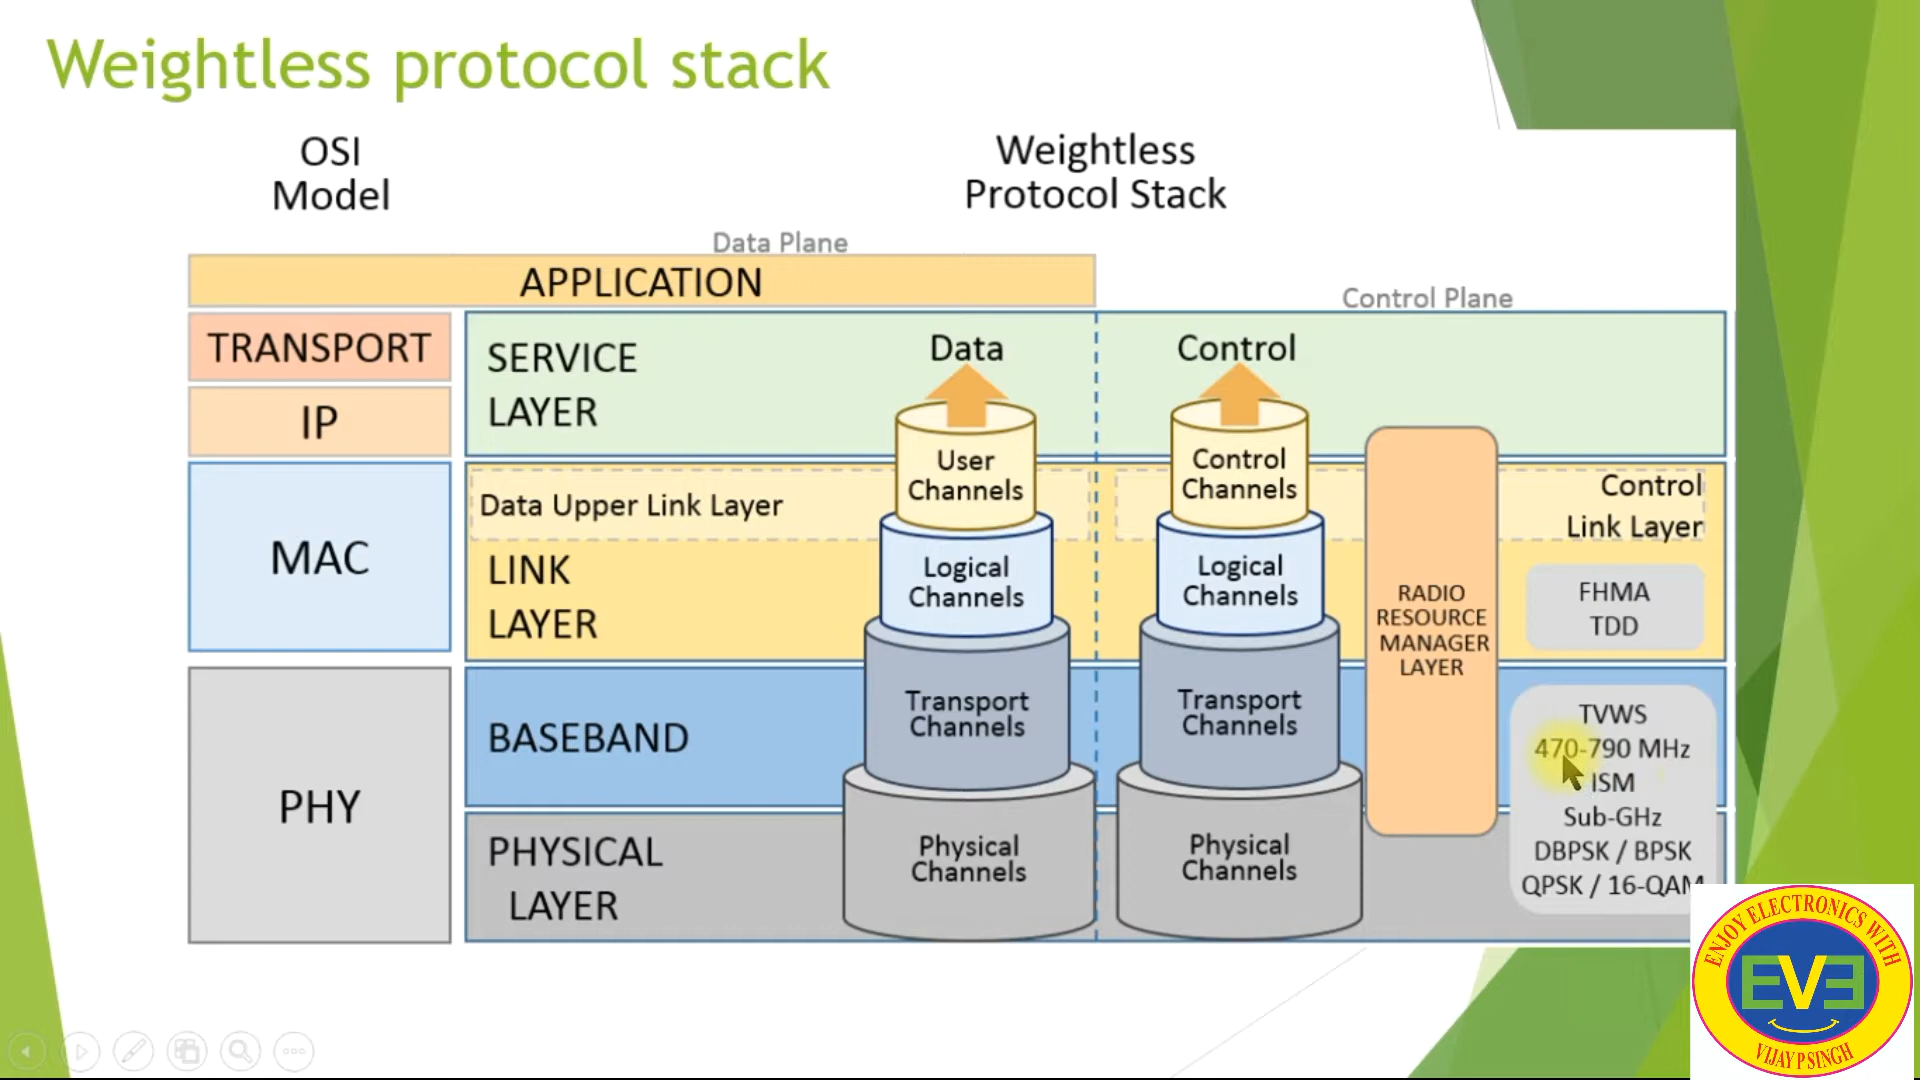 Weightless protocol stack
OSI
Model
Weightless
Protocol Stack
Data Plane
APPLICATION
Control Plane
TRANSPORT
IP
MAC
PHY
SERVICE
LAYER
Data
Control
User
Channels
Control
Channels
Data Upper Link Layer
Control
Link Layer
LINK
LAYER
Logical
Channels
Logical
Channels
RADIO
RESOURCE
MANAGER
LAYER
FHMA
TDD
BASEBAND
Transport
Channels
Transport
Channels
TVWS
470-790 MHz
ISM
Sub-GHz
DBPSK / BPSK
QPSK / 16-QAM
PHYSICAL
LAYER
Physical
Channels
Physical
Channels
ENJOY ELECTRONICS WITH
EVE
VIJAY P SINGH